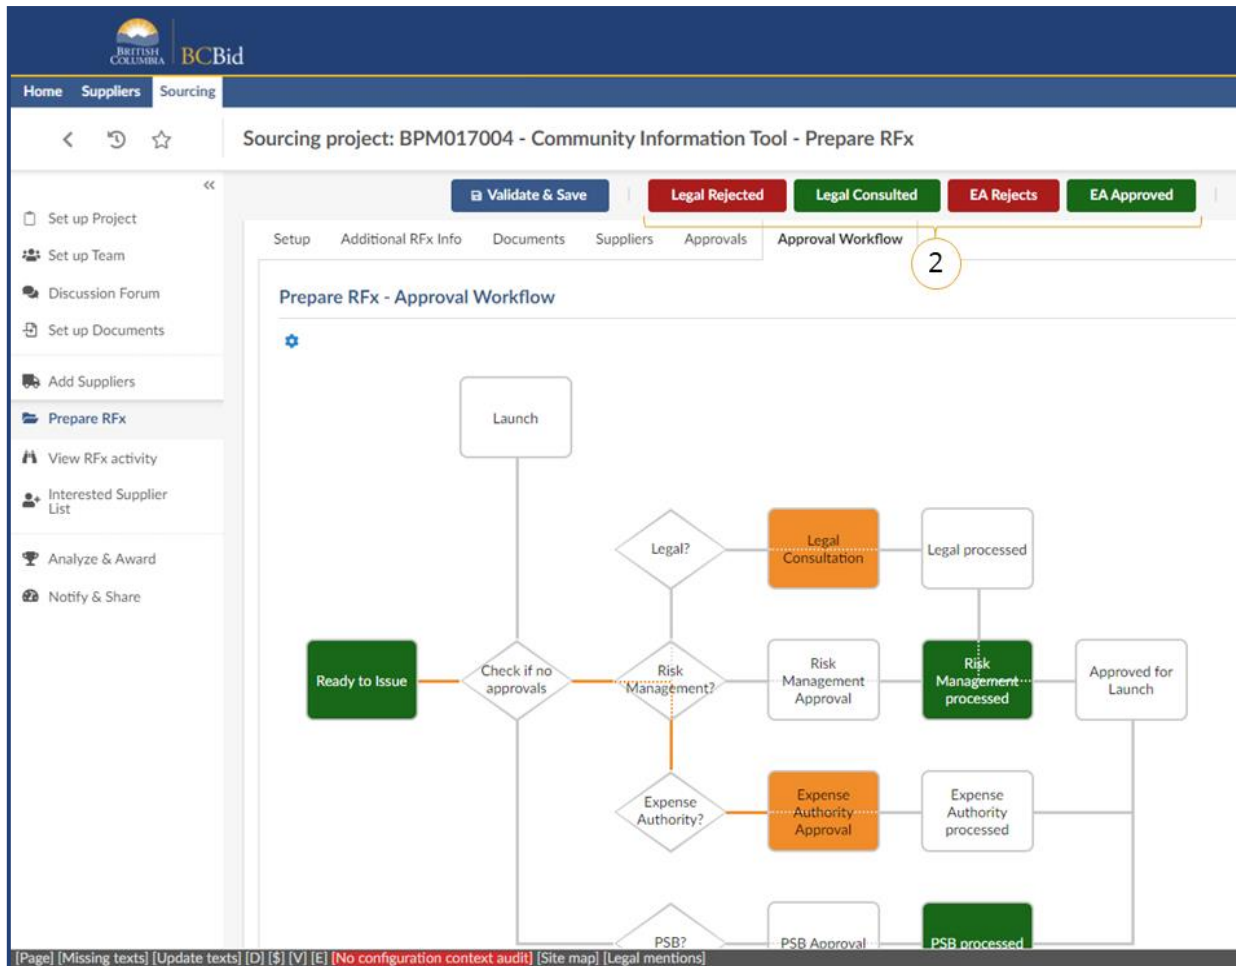 BRITISH
COLUMBIA
BCBid
Home Suppliers Sourcing
Sourcing project: BPM017004 - Community Information Tool - Prepare RFx
Validate & Save Legal Rejected Legal Consulted EA Rejects EA Approved
Setup Additional RFx Info Documents Suppliers Approvals Approval Workflow
2
Set up Project
Set up Team
Discussion Forum
Set up Documents
Add Suppliers
Prepare RFx
View RFx activity
Interested Supplier
List
Analyze & Award
Notify & Share
Prepare RFx - Approval Workflow
Launch
Legal?
Legal
Consultation
Legal processed
Ready to Issue
Check if no
approvals
Risk
Management?
Risk
Management
Approval
Risk
Management
processed
Approved for
Launch
Expense
Authority?
Expense
Authority
Approval
Expense
Authority
processed
PSB?
PSB Approval
PSB processed
[Page] [Missing texts] [Update texts] [D] [$] [V] [E] [No configuration context audit] [Site map] [Legal mentions]